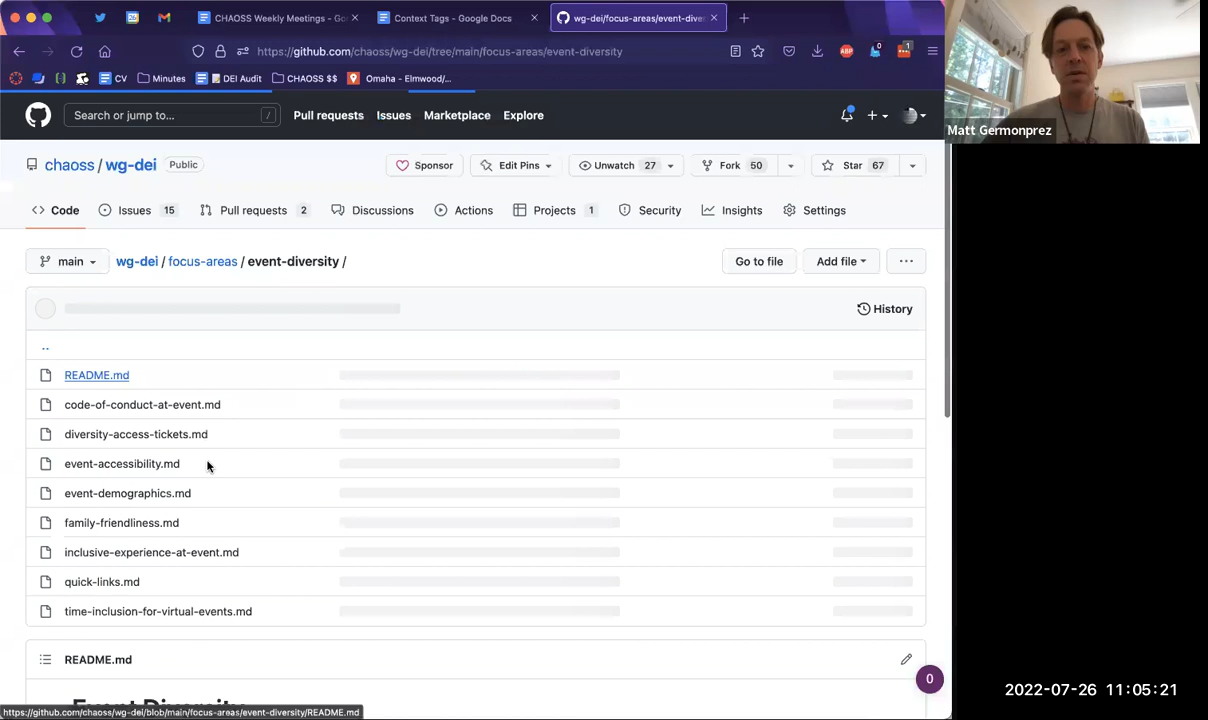 CHAOSS Weekly Meetings - Go
Context Tags - Google Docs
wg-dei/focus-areas/event-diver
https://github.com/chaoss/wg-dei/tree/main/focus-areas/event-diversity
ABP
0
1
CV
Minutes
DEI Audit
CHAOSS $$
Omaha - Elmwood/...
Matt Germonprez
Search or jump to...
/
Pull requests
Issues
Marketplace
Explore
chaoss / wg-dei
Public
Sponsor
Edit Pins
Unwatch 27
Fork 50
Star 67
Code
Issues 15
Pull requests 2
Discussions
Actions
Projects 1
Security
Insights
Settings
main
wg-dei / focus-areas / event-diversity /
Go to file
Add file
...
History
..
README.md
code-of-conduct-at-event.md
diversity-access-tickets.md
event-accessibility.md
event-demographics.md
family-friendliness.md
inclusive-experience-at-event.md
quick-links.md
time-inclusion-for-virtual-events.md
README.md
0
2022-07-26 11:05:21
Event Diversity
https://github.com/chaoss/wg-dei/blob/main/focus-areas/event-diversity/README.md